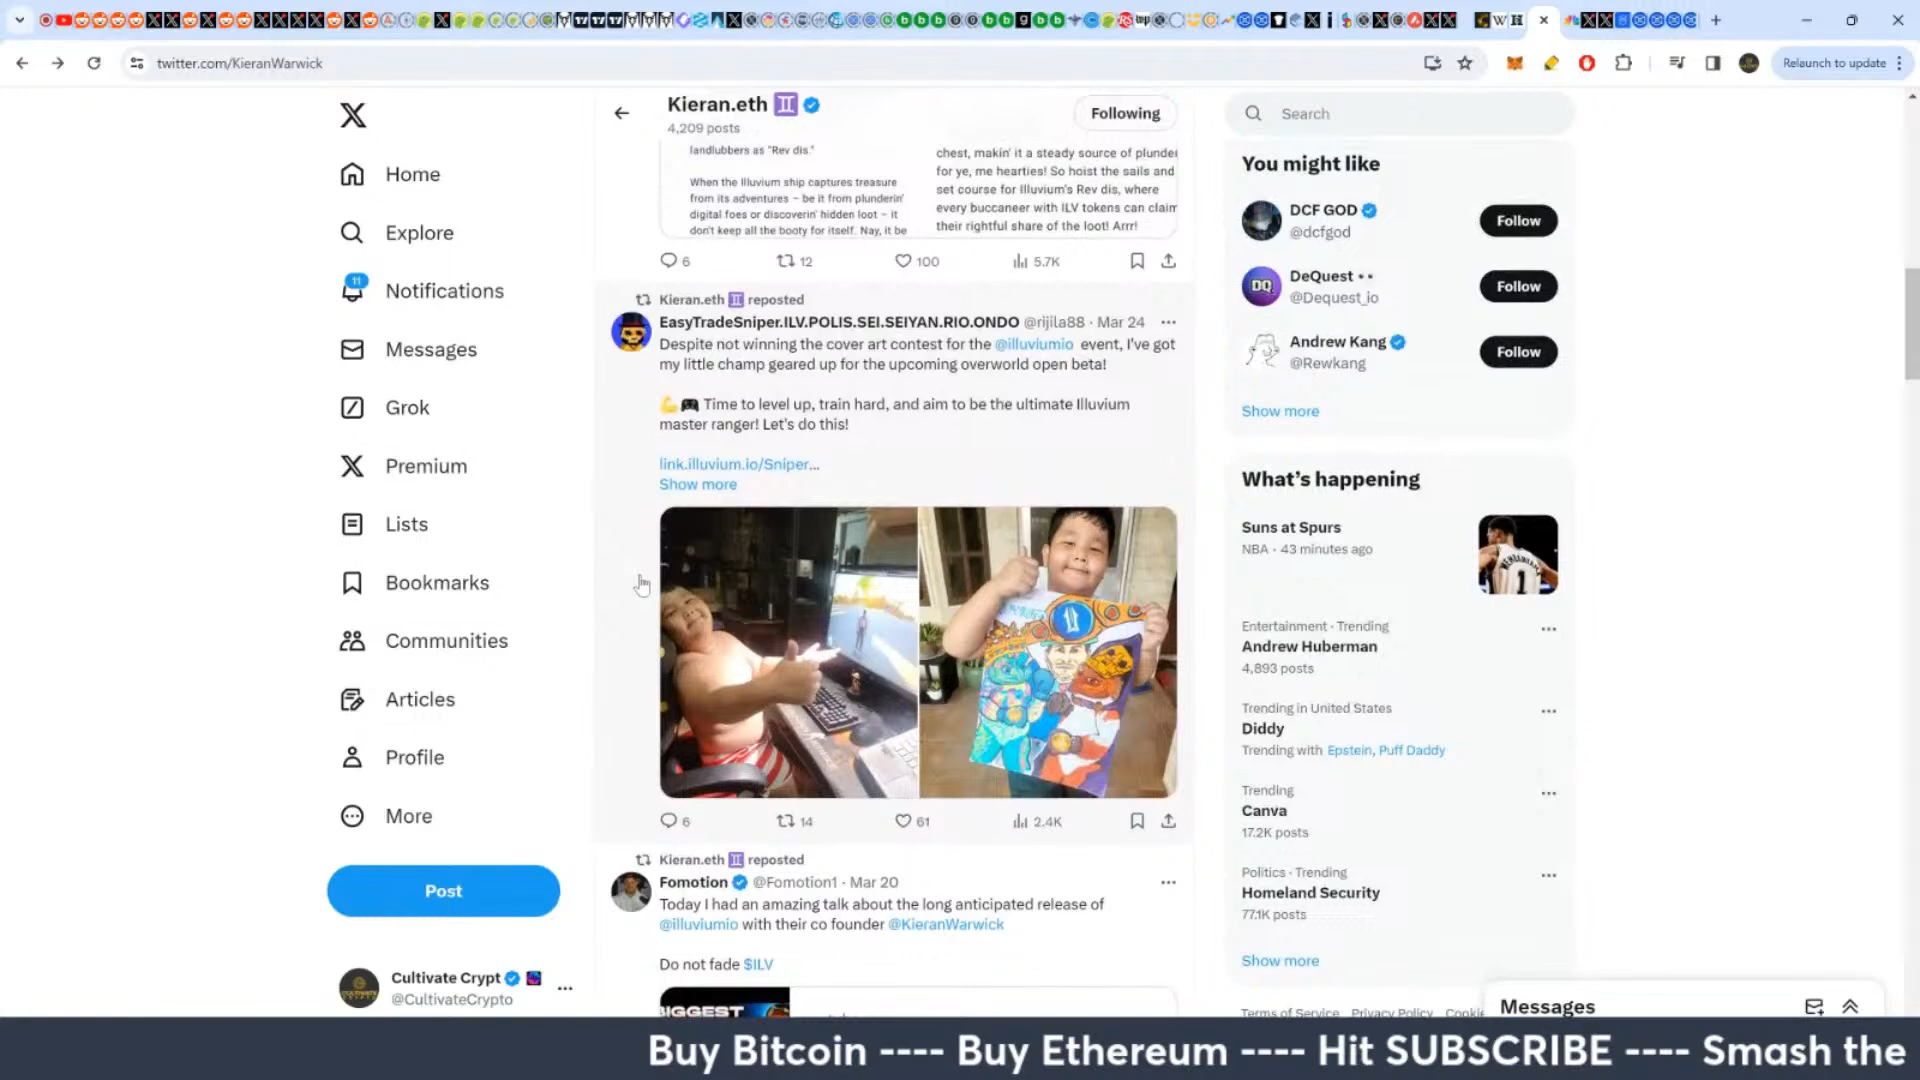 twitter.com/KieranWarwick
Relaunch to update
Kieran.eth
4,209 posts
Following
landlubbers as "Rev dis."
When the Illuvium ship captures treasure
from its adventures – be it from plunderin'
digital foes or discoverin' hidden loot – it
don't keep all the booty for itself. Nay, it be
chest, makin' it a steady source of plunder
for ye, me hearties! So hoist the sails and
set course for Illuvium's Rev dis, where
every buccaneer with ILV tokens can claim
their rightful share of the loot! Arrr!
6
12
100
5.7K
Kieran.eth reposted
EasyTradeSniper.ILV.POLIS.SEI.SEIYAN.RIO.ONDO @rijila88 · Mar 24
Despite not winning the cover art contest for the @illuviumio event, I've got
my little champ geared up for the upcoming overworld open beta!
Time to level up, train hard, and aim to be the ultimate Illuvium
master ranger! Let's do this!
link.illuvium.io/Sniper...
Show more
6
14
61
2.4K
Kieran.eth reposted
Fomotion @Fomotion1 · Mar 20
Today I had an amazing talk about the long anticipated release of
@illuviumio with their co founder @KieranWarwick
Do not fade $ILV
BIGGEST
11
Home
Explore
Notifications
Messages
Grok
Premium
Lists
Bookmarks
Communities
Articles
Profile
More
Post
Cultivate Crypt
@CultivateCrypto
Search
You might like
DCF GOD
@dcfgod
Follow
DQ
DeQuest
@Dequest_io
Follow
Andrew Kang
@Rewkang
Follow
Show more
What's happening
Suns at Spurs
NBA · 43 minutes ago
Entertainment · Trending
Andrew Huberman
4,893 posts
Trending in United States
Diddy
Trending with Epstein, Puff Daddy
Trending
Canva
17.2K posts
Politics · Trending
Homeland Security
77.1K posts
Show more
Terms of Service Privacy Policy Cookie
Messages
Buy Bitcoin ---- Buy Ethereum ---- Hit SUBSCRIBE ---- Smash the